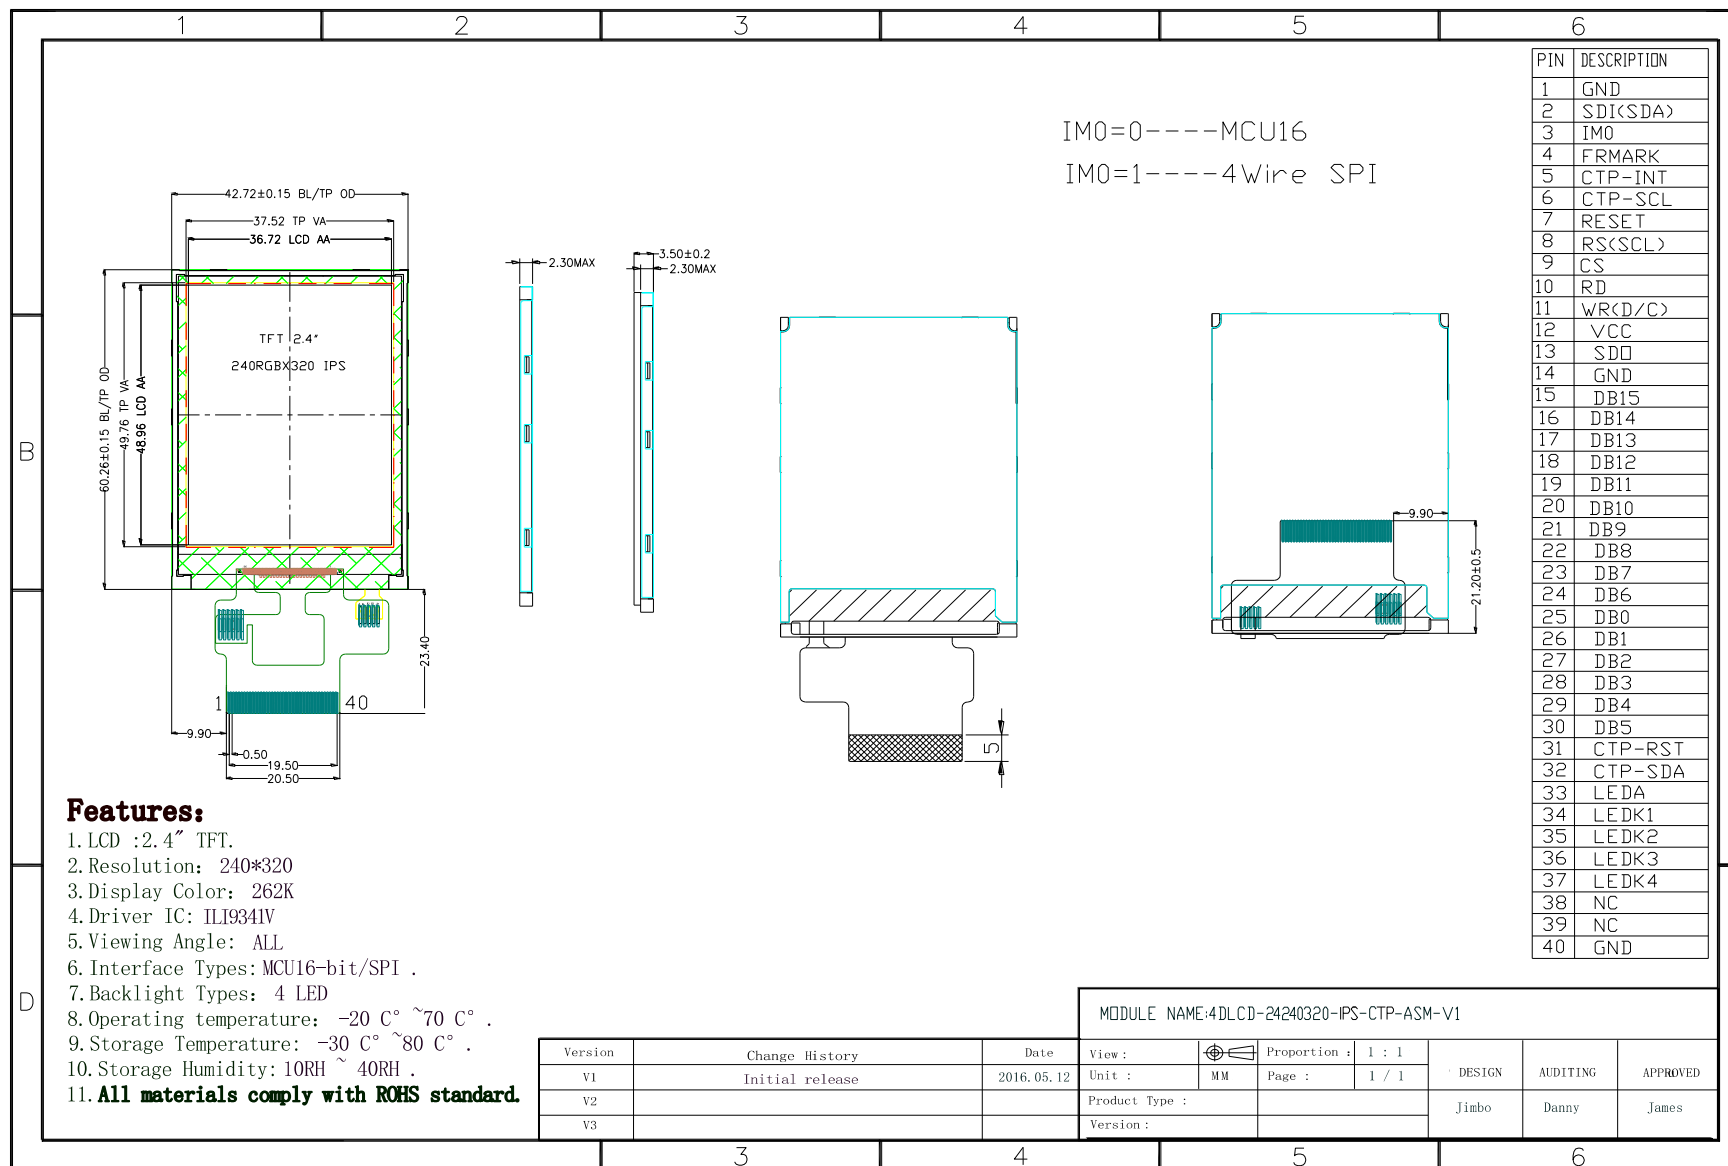 1 2 3 4 5 6
B
D
IM0=0----MCU16
IM0=1----4Wire SPI
42.72±0.15 BL/TP OD
37.52 TP VA
36.72 LCD AA
60.26±0.15 BL/TP OD
49.76 TP VA
48.96 LCD AA
TFT 2.4"
240RGBX320 IPS
2.30MAX
3.50±0.2
2.30MAX
9.90
21.20±0.5
23.40
1
40
9.90
0.50
19.50
20.50
5
PIN DESCRIPTION
1 GND
2 SDI(SDA)
3 IM0
4 FRMARK
5 CTP-INT
6 CTP-SCL
7 RESET
8 RS(SCL)
9 CS
10 RD
11 WR(D/C)
12 VCC
13 SDO
14 GND
15 DB15
16 DB14
17 DB13
18 DB12
19 DB11
20 DB10
21 DB9
22 DB8
23 DB7
24 DB6
25 DB0
26 DB1
27 DB2
28 DB3
29 DB4
30 DB5
31 CTP-RST
32 CTP-SDA
33 LEDA
34 LEDK1
35 LEDK2
36 LEDK3
37 LEDK4
38 NC
39 NC
40 GND
Features:
1.LCD :2.4" TFT.
2.Resolution: 240*320
3.Display Color: 262K
4.Driver IC: ILI9341V
5.Viewing Angle: ALL
6.Interface Types: MCU16-bit/SPI .
7.Backlight Types: 4 LED
8.Operating temperature: -20 C° ~70 C° .
9.Storage Temperature: -30 C° ~80 C° .
10.Storage Humidity: 10RH ~ 40RH .
11.All materials comply with ROHS standard.
Version Change History Date
V1 Initial release 2016.05.12
V2
V3
MODULE NAME:4DLCD-24240320-IPS-CTP-ASM-V1
View : Proportion : 1 : 1
Unit : MM Page : 1 / 1
DESIGN AUDITING APPROVED
Product Type :
Jimbo Danny James
Version :
3 4 5 6